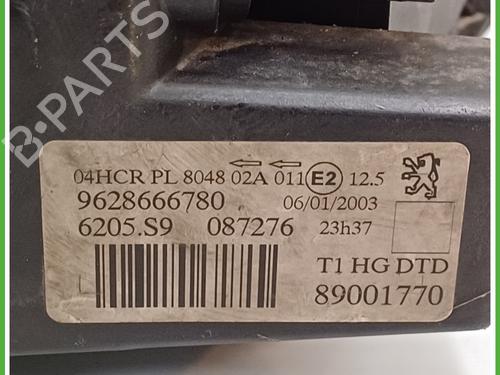 B-PARTS
04HCR PL 8048 02A 011 E2 12.5
9628666780 06/01/2003
6205.S9 087276 23h37
T1 HG DTD
L 89001770